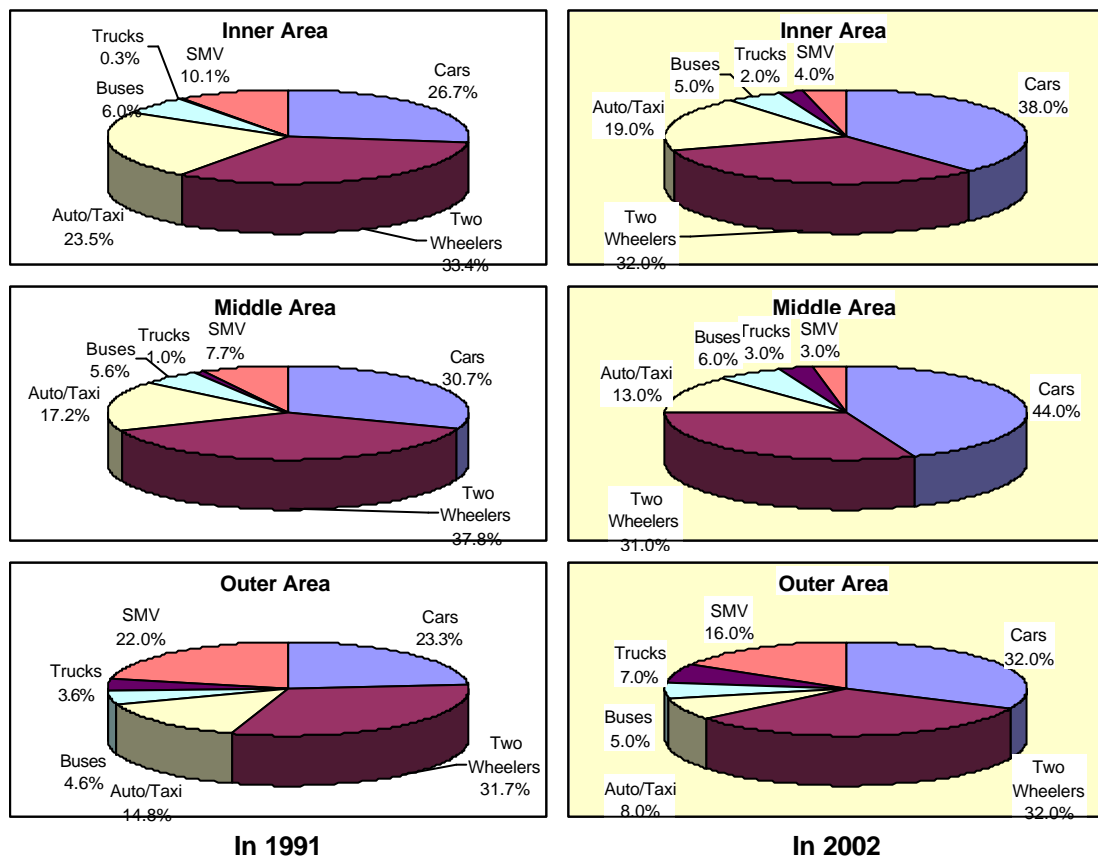 Inner Area
Trucks
0.3%
SMV
10.1%
Buses
6.0%
Cars
26.7%
Auto/Taxi
23.5%
Two
Wheelers
33.4%
Inner Area
Trucks
2.0%
SMV
4.0%
Buses
5.0%
Cars
38.0%
Auto/Taxi
19.0%
Two
Wheelers
32.0%
Middle Area
Trucks
1.0%
SMV
7.7%
Buses
5.6%
Cars
30.7%
Auto/Taxi
17.2%
Two
Wheelers
37.8%
Middle Area
Buses
6.0%
Trucks
3.0%
SMV
3.0%
Auto/Taxi
13.0%
Cars
44.0%
Two
Wheelers
31.0%
Outer Area
SMV
22.0%
Cars
23.3%
Trucks
3.6%
Buses
4.6%
Auto/Taxi
14.8%
Two
Wheelers
31.7%
Outer Area
SMV
16.0%
Cars
32.0%
Trucks
7.0%
Buses
5.0%
Auto/Taxi
8.0%
Two
Wheelers
32.0%
In 1991
In 2002